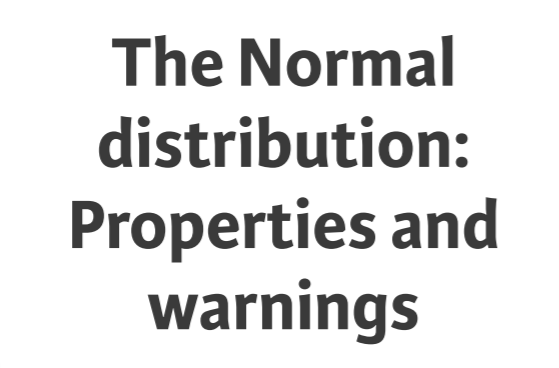 The Normal
distribution:
Properties and
warnings